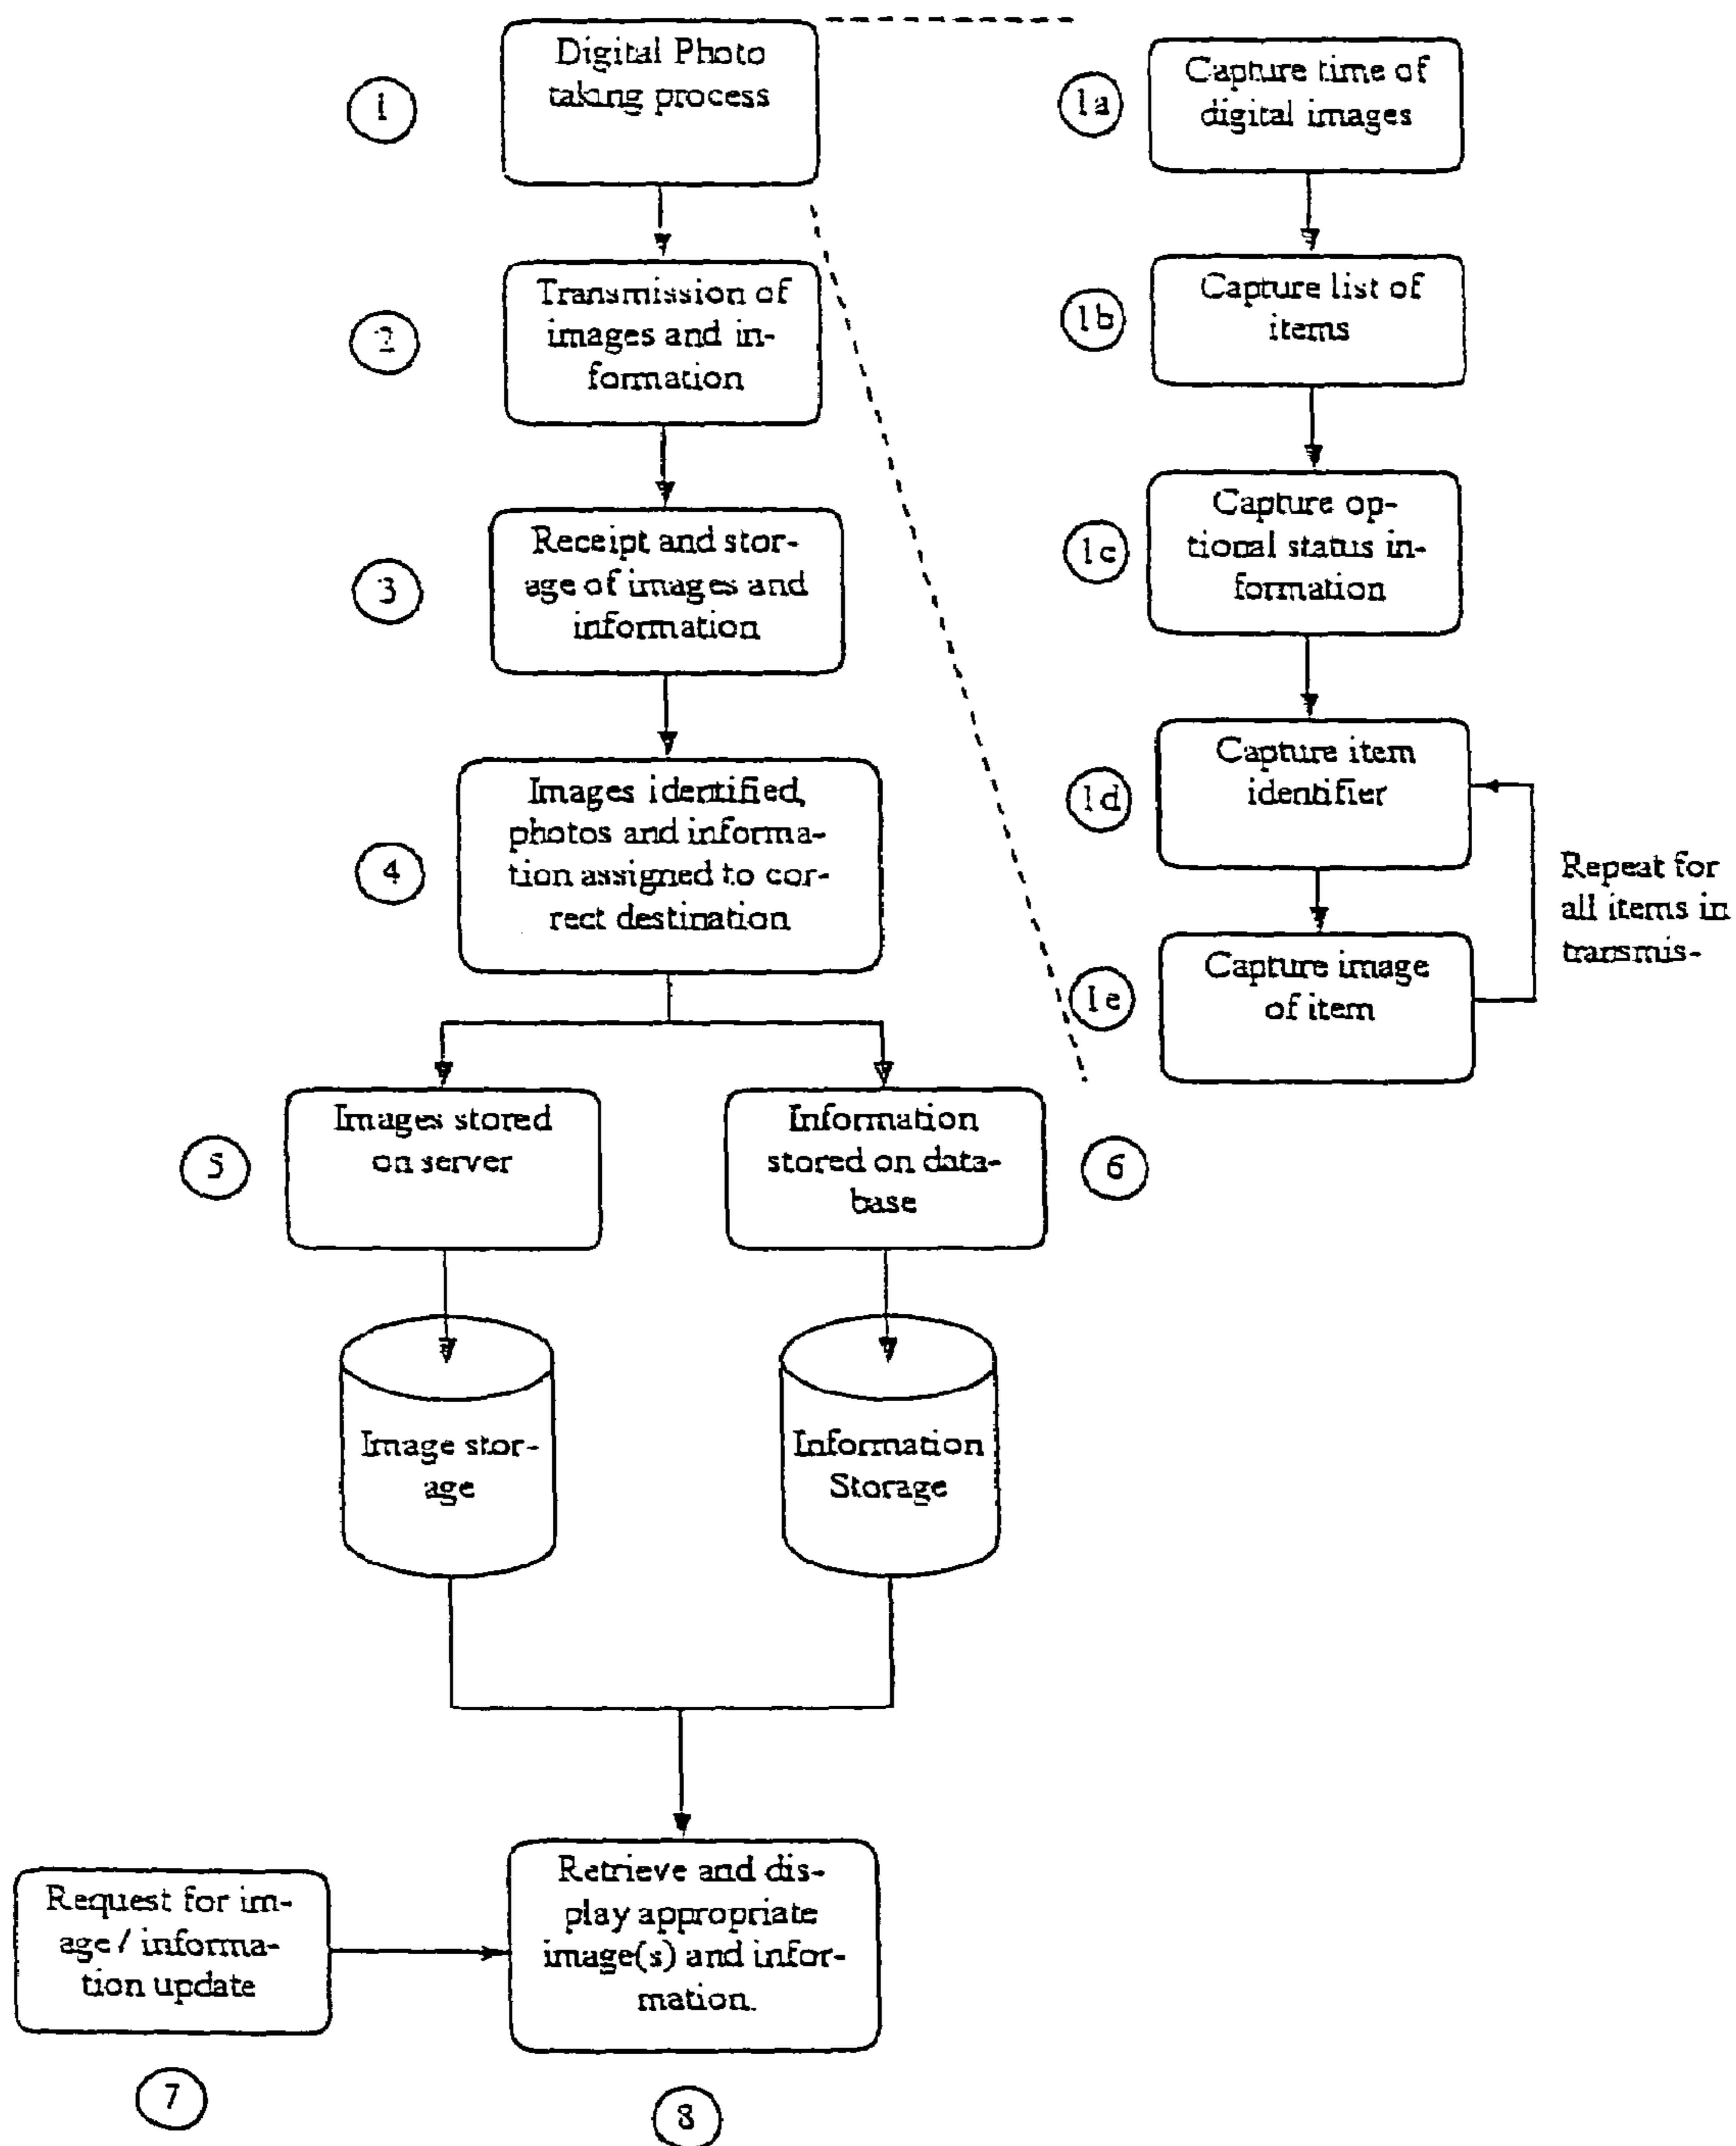 1
Digital Photo
taking process
2
Transmission of
images and in-
formation
3
Receipt and stor-
age of images and
information
4
Images identified,
photos and informa-
tion assigned to cor-
rect destination
5
Images stored
on server
Information
stored on data-
base
6
Image stor-
age
Information
Storage
Request for im-
age / informa-
tion update
7
Retrieve and dis-
play appropriate
image(s) and infor-
mation.
8
1a
Capture time of
digital images
1b
Capture list of
items
1c
Capture op-
tional status in-
formation
1d
Capture item
identifier
1e
Capture image
of item
Repeat for
all items in
transmis-